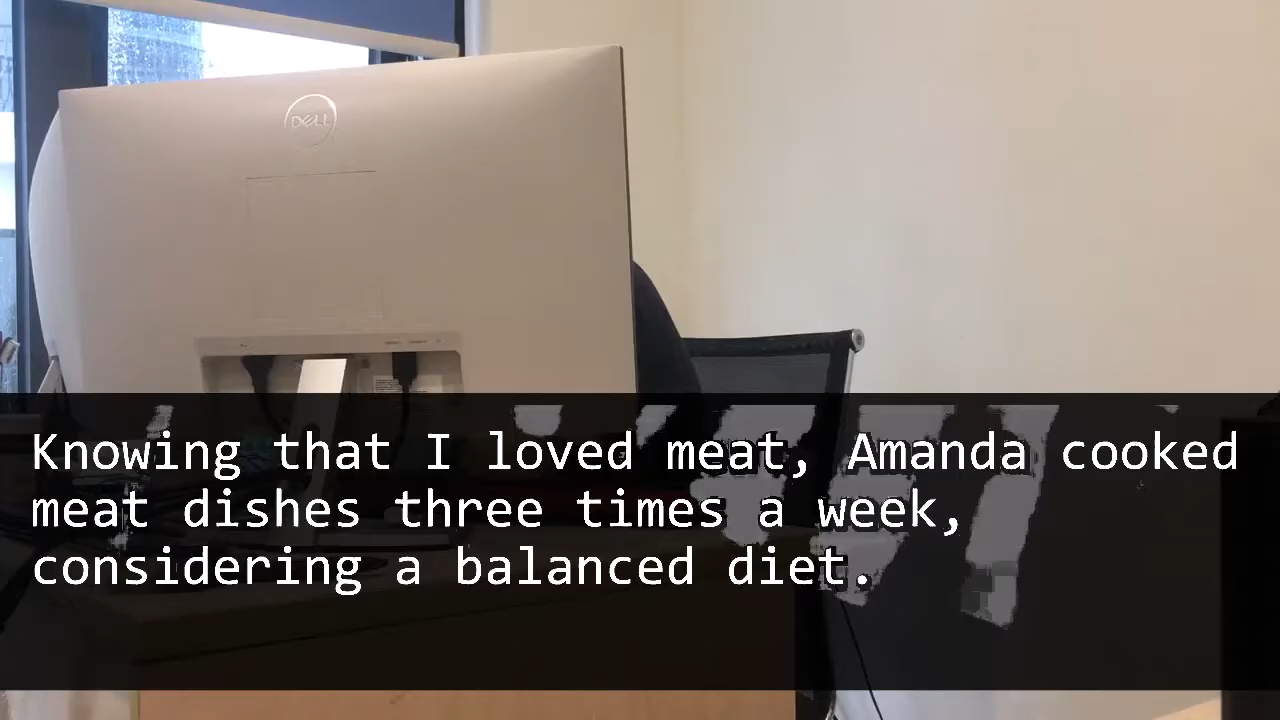 DELL
Knowing that I loved meat, Amanda cooked
meat dishes three times a week,
considering a balanced diet.